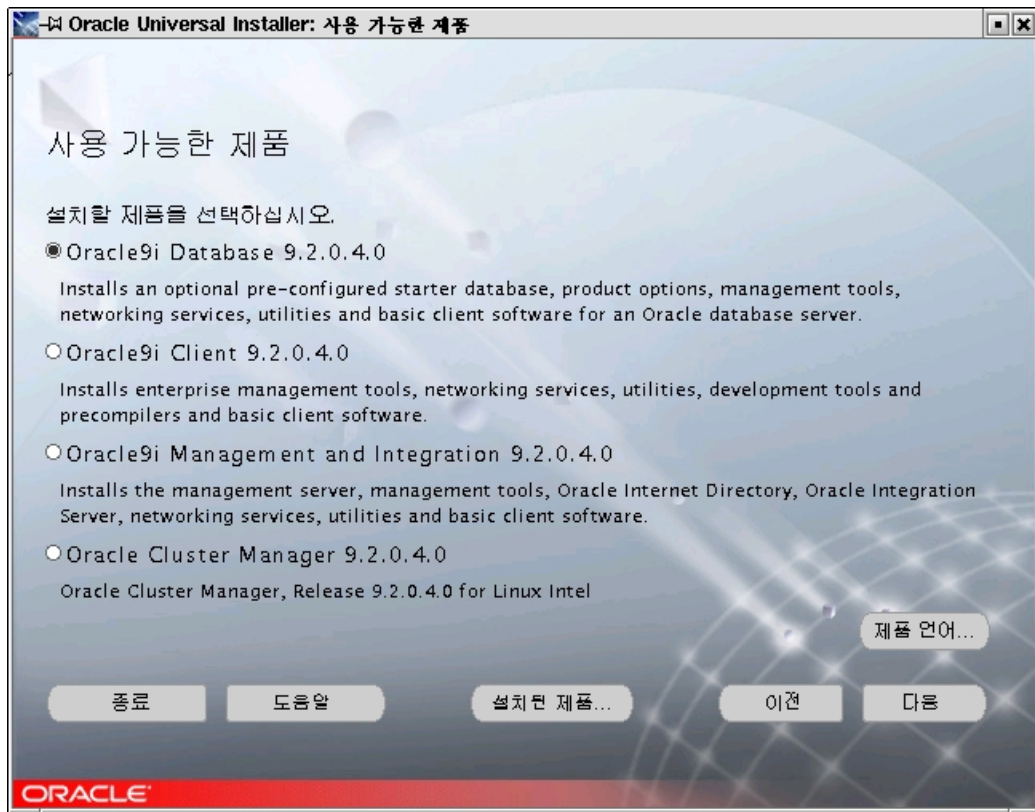 Oracle Universal Installer: 사용 가능한 제품
사용 가능한 제품
설치할 제품을 선택하십시오.
Oracle9i Database 9.2.0.4.0
Installs an optional pre-configured starter database, product options, management tools,
networking services, utilities and basic client software for an Oracle database server.
Oracle9i Client 9.2.0.4.0
Installs enterprise management tools, networking services, utilities, development tools and
precompilers and basic client software.
Oracle9i Management and Integration 9.2.0.4.0
Installs the management server, management tools, Oracle Internet Directory, Oracle Integration
Server, networking services, utilities and basic client software.
Oracle Cluster Manager 9.2.0.4.0
Oracle Cluster Manager, Release 9.2.0.4.0 for Linux Intel
제품 언어...
종료 도움말 설치된 제품... 이전 다음
ORACLE